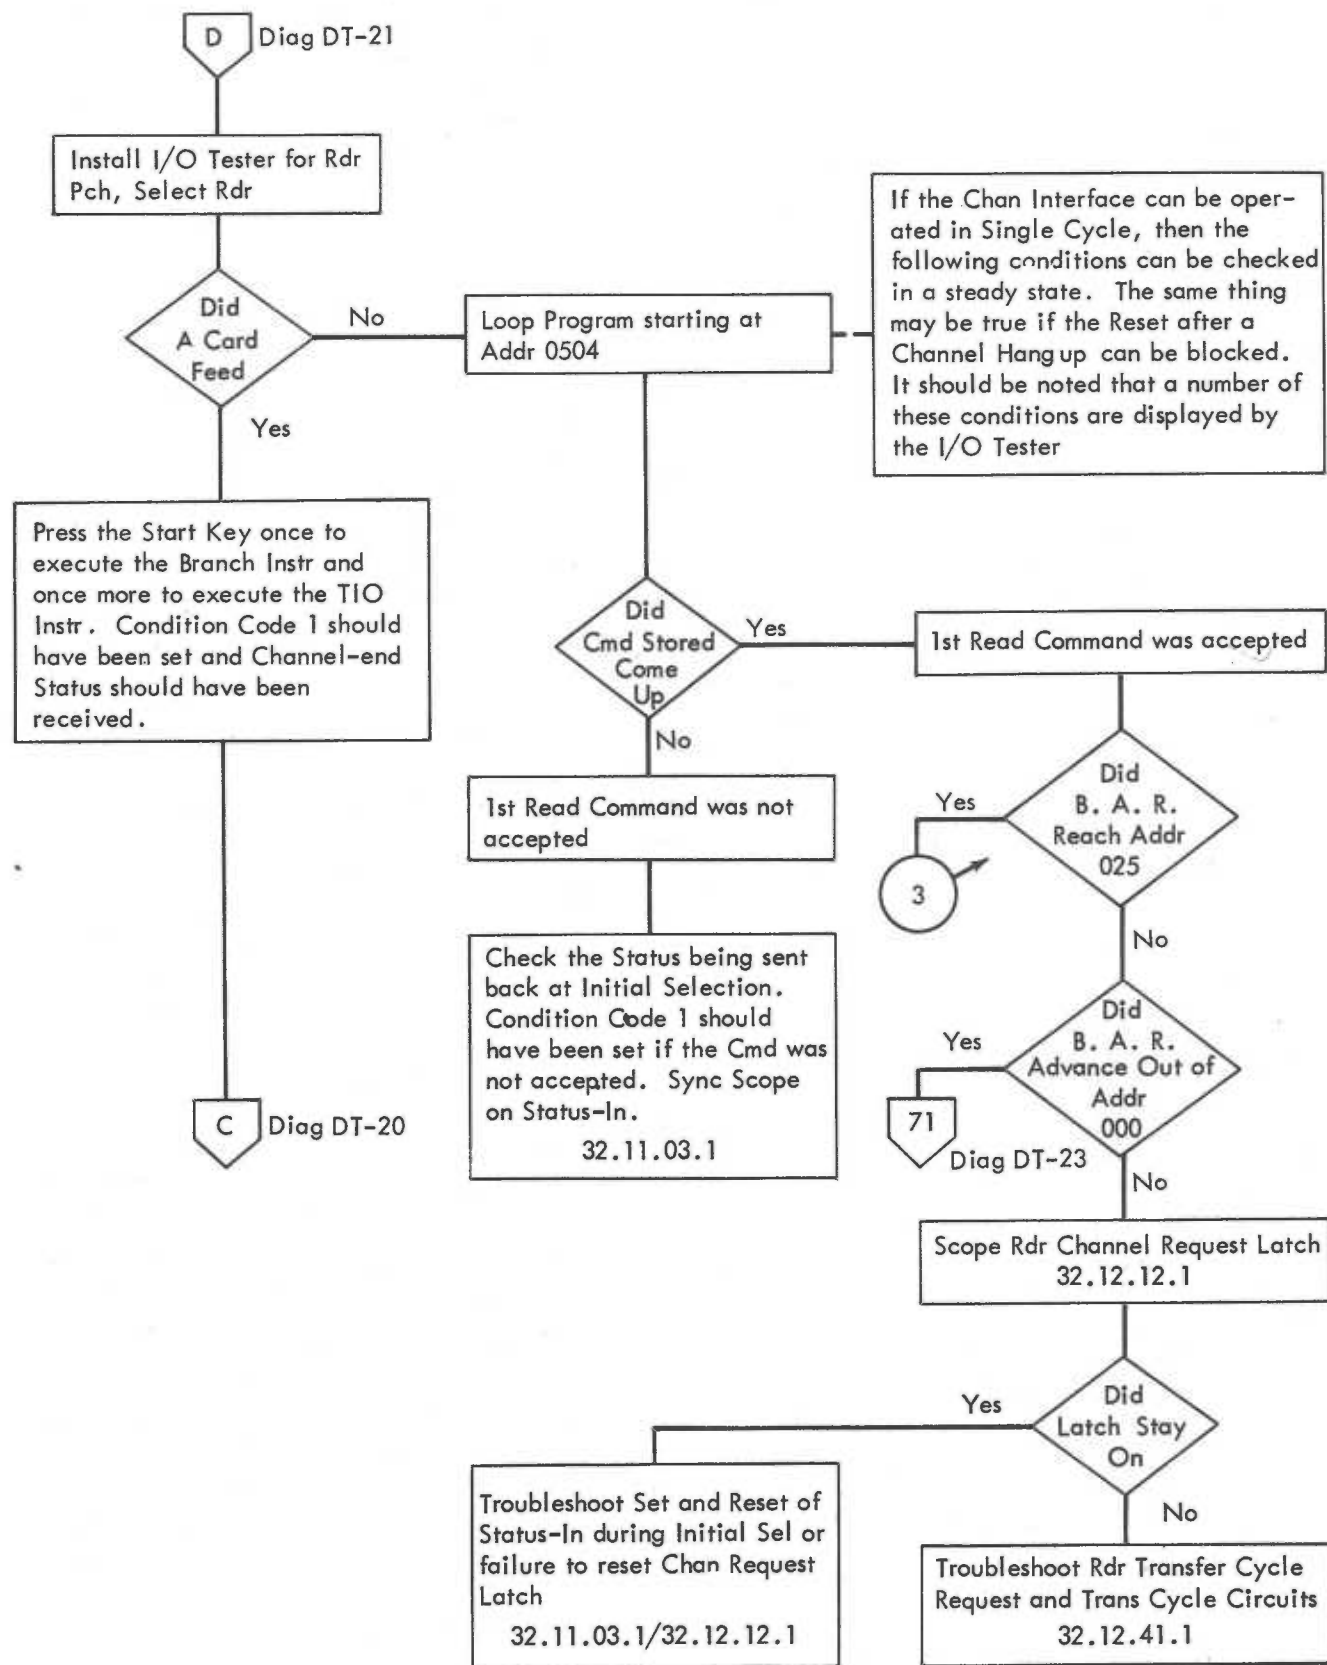 D
Diag DT-21
Install I/O Tester for Rdr
Pch, Select Rdr
Did
A Card
Feed
No
Yes
Loop Program starting at
Addr 0504
If the Chan Interface can be oper-
ated in Single Cycle, then the
following conditions can be checked
in a steady state. The same thing
may be true if the Reset after a
Channel Hang up can be blocked.
It should be noted that a number of
these conditions are displayed by
the I/O Tester
Press the Start Key once to
execute the Branch Instr and
once more to execute the TIO
Instr. Condition Code 1 should
have been set and Channel-end
Status should have been
received.
C
Diag DT-20
Did
Cmd Stored
Come
Up
Yes
No
1st Read Command was accepted
1st Read Command was not
accepted
Check the Status being sent
back at Initial Selection.
Condition Code 1 should
have been set if the Cmd was
not accepted. Sync Scope
on Status-In.
32.11.03.1
Did
B. A. R.
Reach Addr
025
Yes
3
No
Did
B. A. R.
Advance Out of
Addr
000
Yes
71
Diag DT-23
No
Scope Rdr Channel Request Latch
32.12.12.1
Did
Latch Stay
On
Yes
No
Troubleshoot Set and Reset of
Status-In during Initial Sel or
failure to reset Chan Request
Latch
32.11.03.1/32.12.12.1
Troubleshoot Rdr Transfer Cycle
Request and Trans Cycle Circuits
32.12.41.1